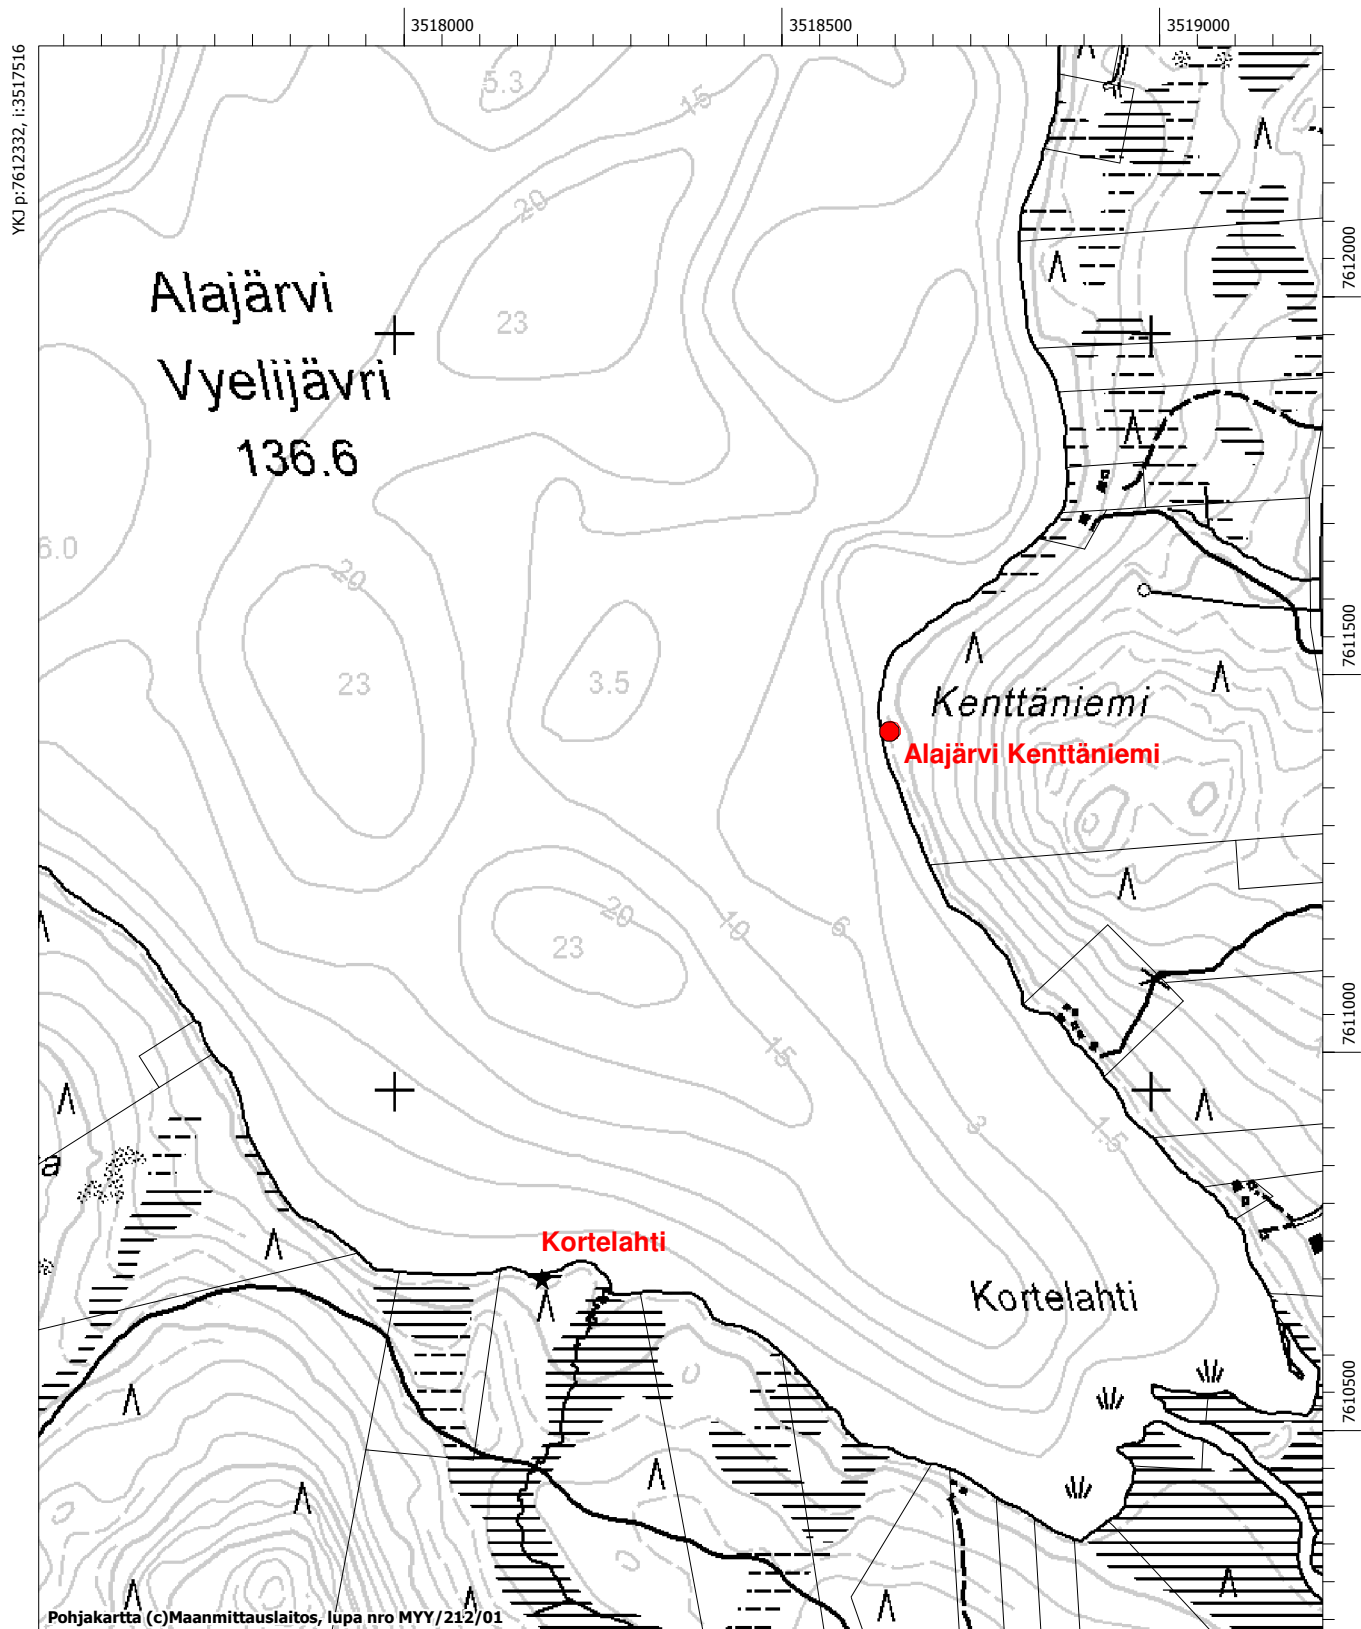 3518000
3518500
3519000
YKJ p:7612332, i:3517516
5.3
15
20
7612000
Alajärvi
23
Vyelijävri
136.6
6.0
20
7611500
23
3.5
Kenttäniemi
Alajärvi Kenttäniemi
20
10
6
23
7611000
15
3
1.5
a
Kortelahti
Kortelahti
7610500
Pohjakartta (c)Maanmittauslaitos, lupa nro MYY/212/01